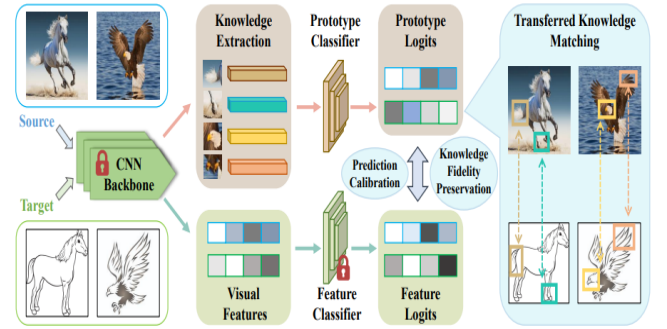 Knowledge
Extraction
Prototype
Classifier
Prototype
Logits
Transferred Knowledge
Matching
Source
CNN
Backbone
Target
Prediction
Calibration
Knowledge
Fidelity
Preservation
Visual
Features
Feature
Classifier
Feature
Logits